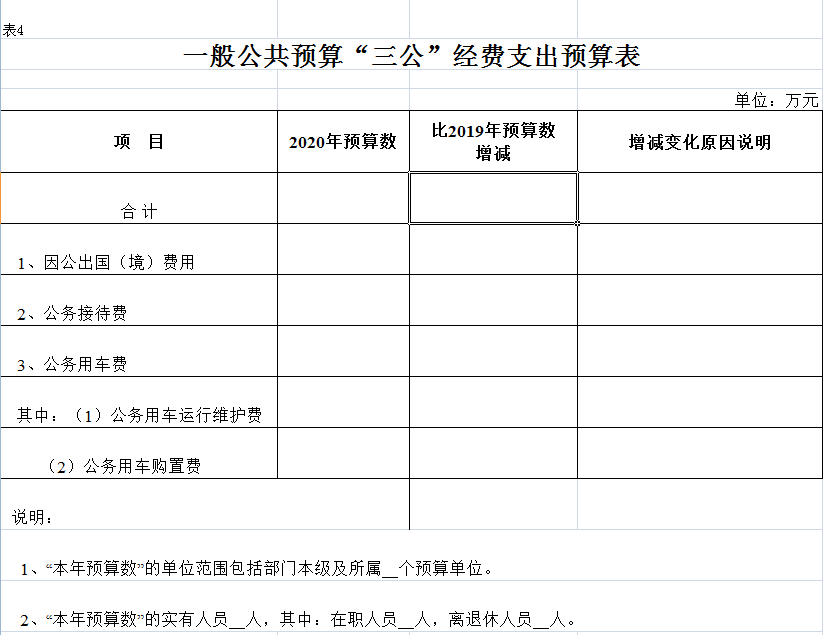 表4
一般公共预算“三公”经费支出预算表
单位：万元
项　目 2020年预算数 比2019年预算数 增减变化原因说明
增减
合 计
1、因公出国（境）费用
2、公务接待费
3、公务用车费
其中：（1）公务用车运行维护费
（2）公务用车购置费
说明：
1、“本年预算数”的单位范围包括部门本级及所属__个预算单位。
2、“本年预算数”的实有人员__人，其中：在职人员__人，离退休人员__人。